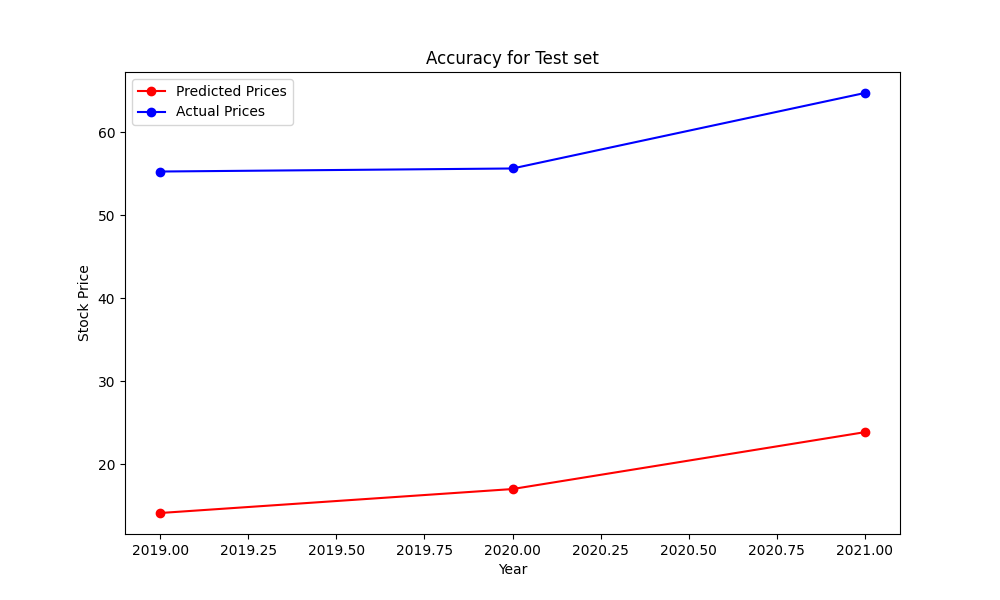 Accuracy for Test set
Predicted Prices
Actual Prices
Stock Price
60
50
40
30
20
2019.00 2019.25 2019.50 2019.75 2020.00 2020.25 2020.50 2020.75 2021.00
Year